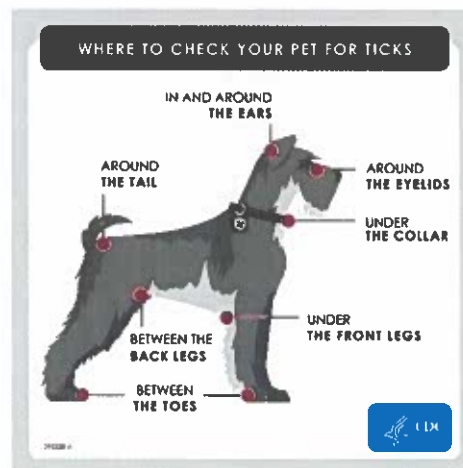 WHERE TO CHECK YOUR PET FOR TICKS
IN AND AROUND
THE EARS
AROUND
THE TAIL
AROUND
THE EYELIDS
UNDER
THE COLLAR
UNDER
THE FRONT LEGS
BETWEEN THE
BACK LEGS
BETWEEN
THE TOES
CDC